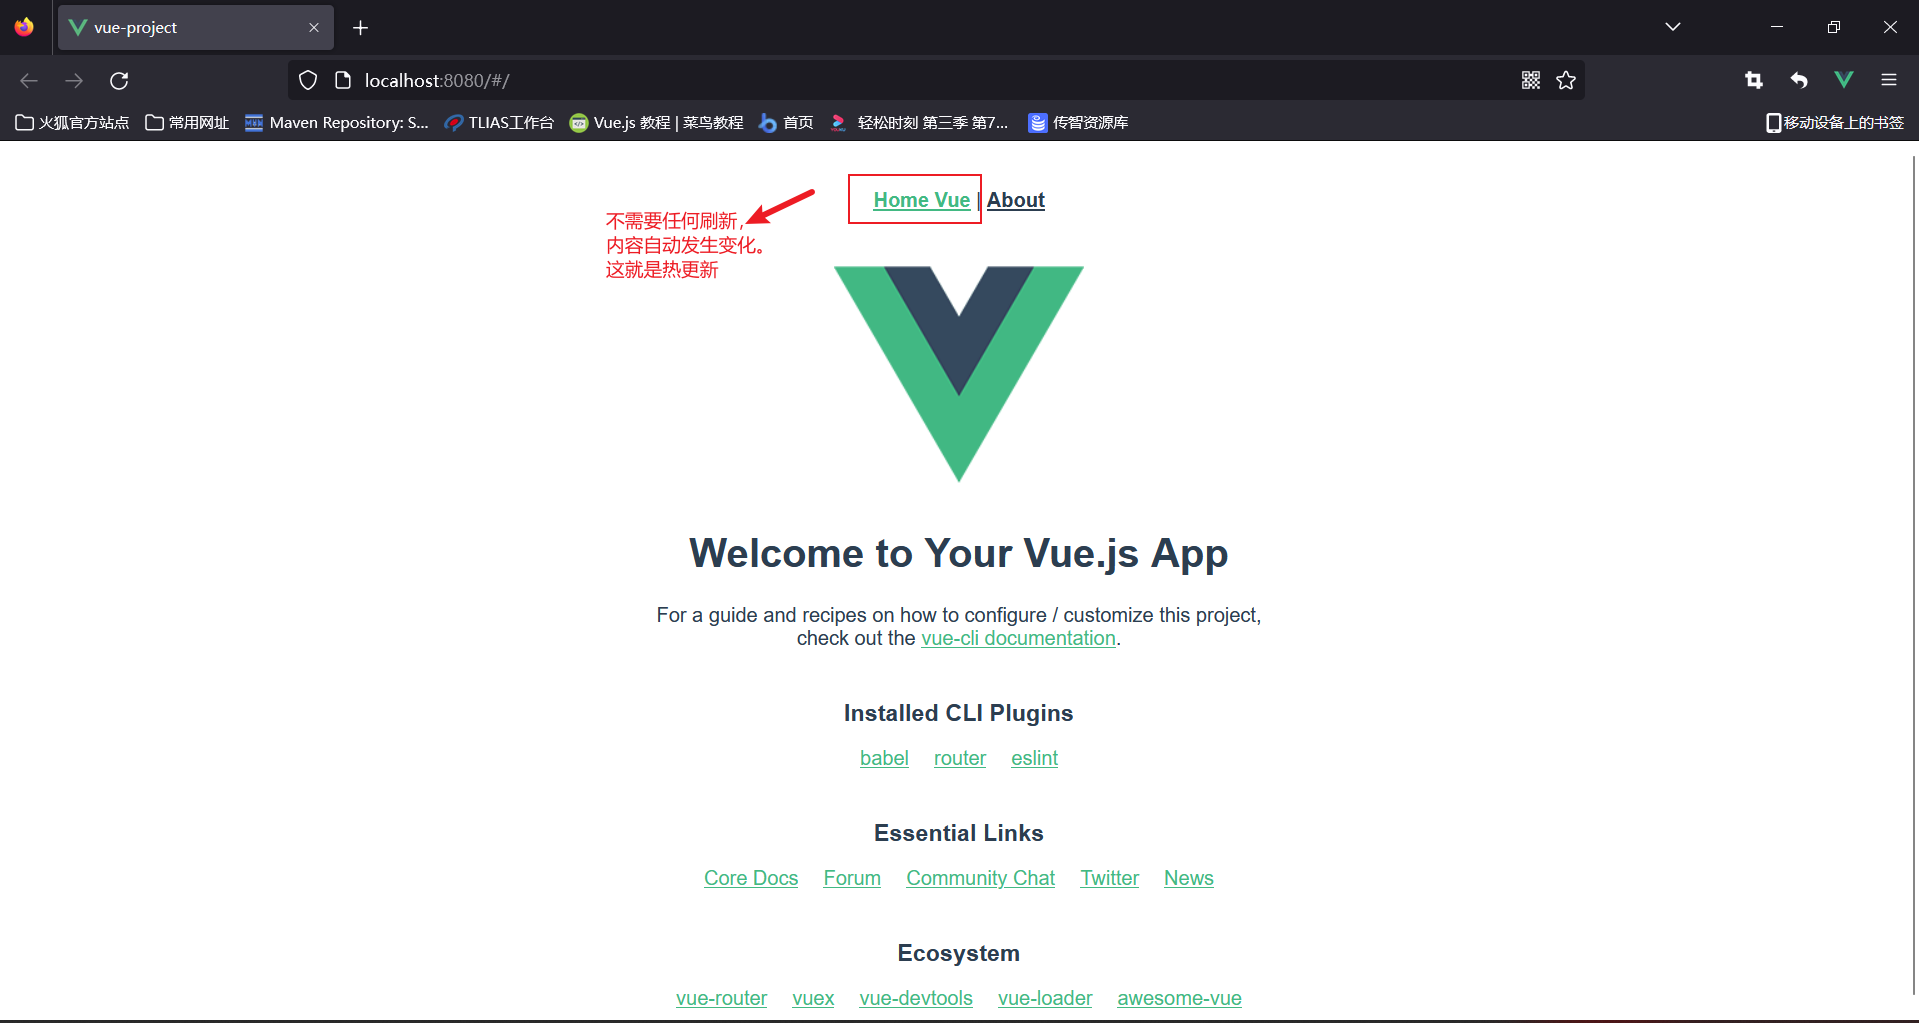 vue-project
localhost:8080/#/
火狐官方站点 常用网址 Maven Repository: S... TLIAS工作台 Vue.js 教程 | 菜鸟教程 首页 轻松时刻 第三季 第7... 传智资源库 移动设备上的书签
Home Vue | About
不需要任何刷新，
内容自动发生变化。
这就是热更新
Welcome to Your Vue.js App
For a guide and recipes on how to configure / customize this project,
check out the vue-cli documentation.
Installed CLI Plugins
babel router eslint
Essential Links
Core Docs Forum Community Chat Twitter News
Ecosystem
vue-router vuex vue-devtools vue-loader awesome-vue